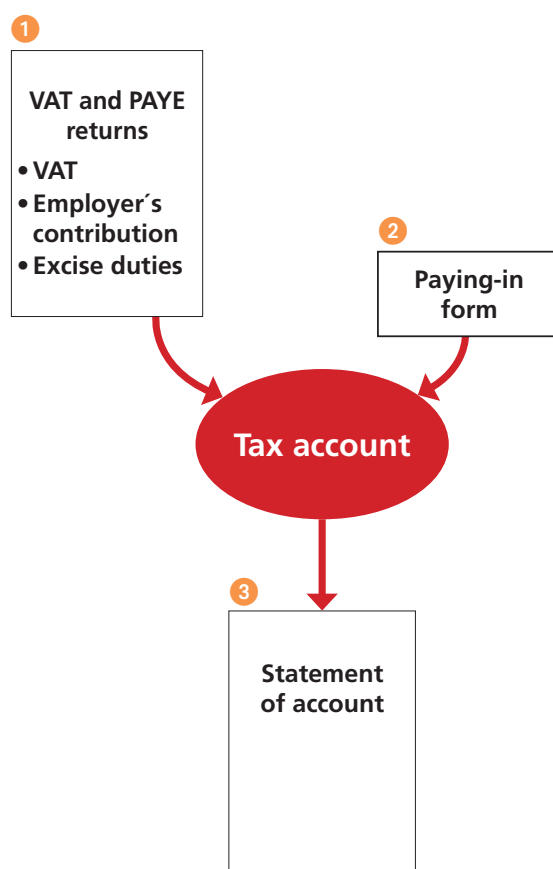 1
VAT and PAYE
returns
• VAT
• Employer´s
contribution
• Excise duties
2
Paying-in
form
Tax account
3
Statement
of account